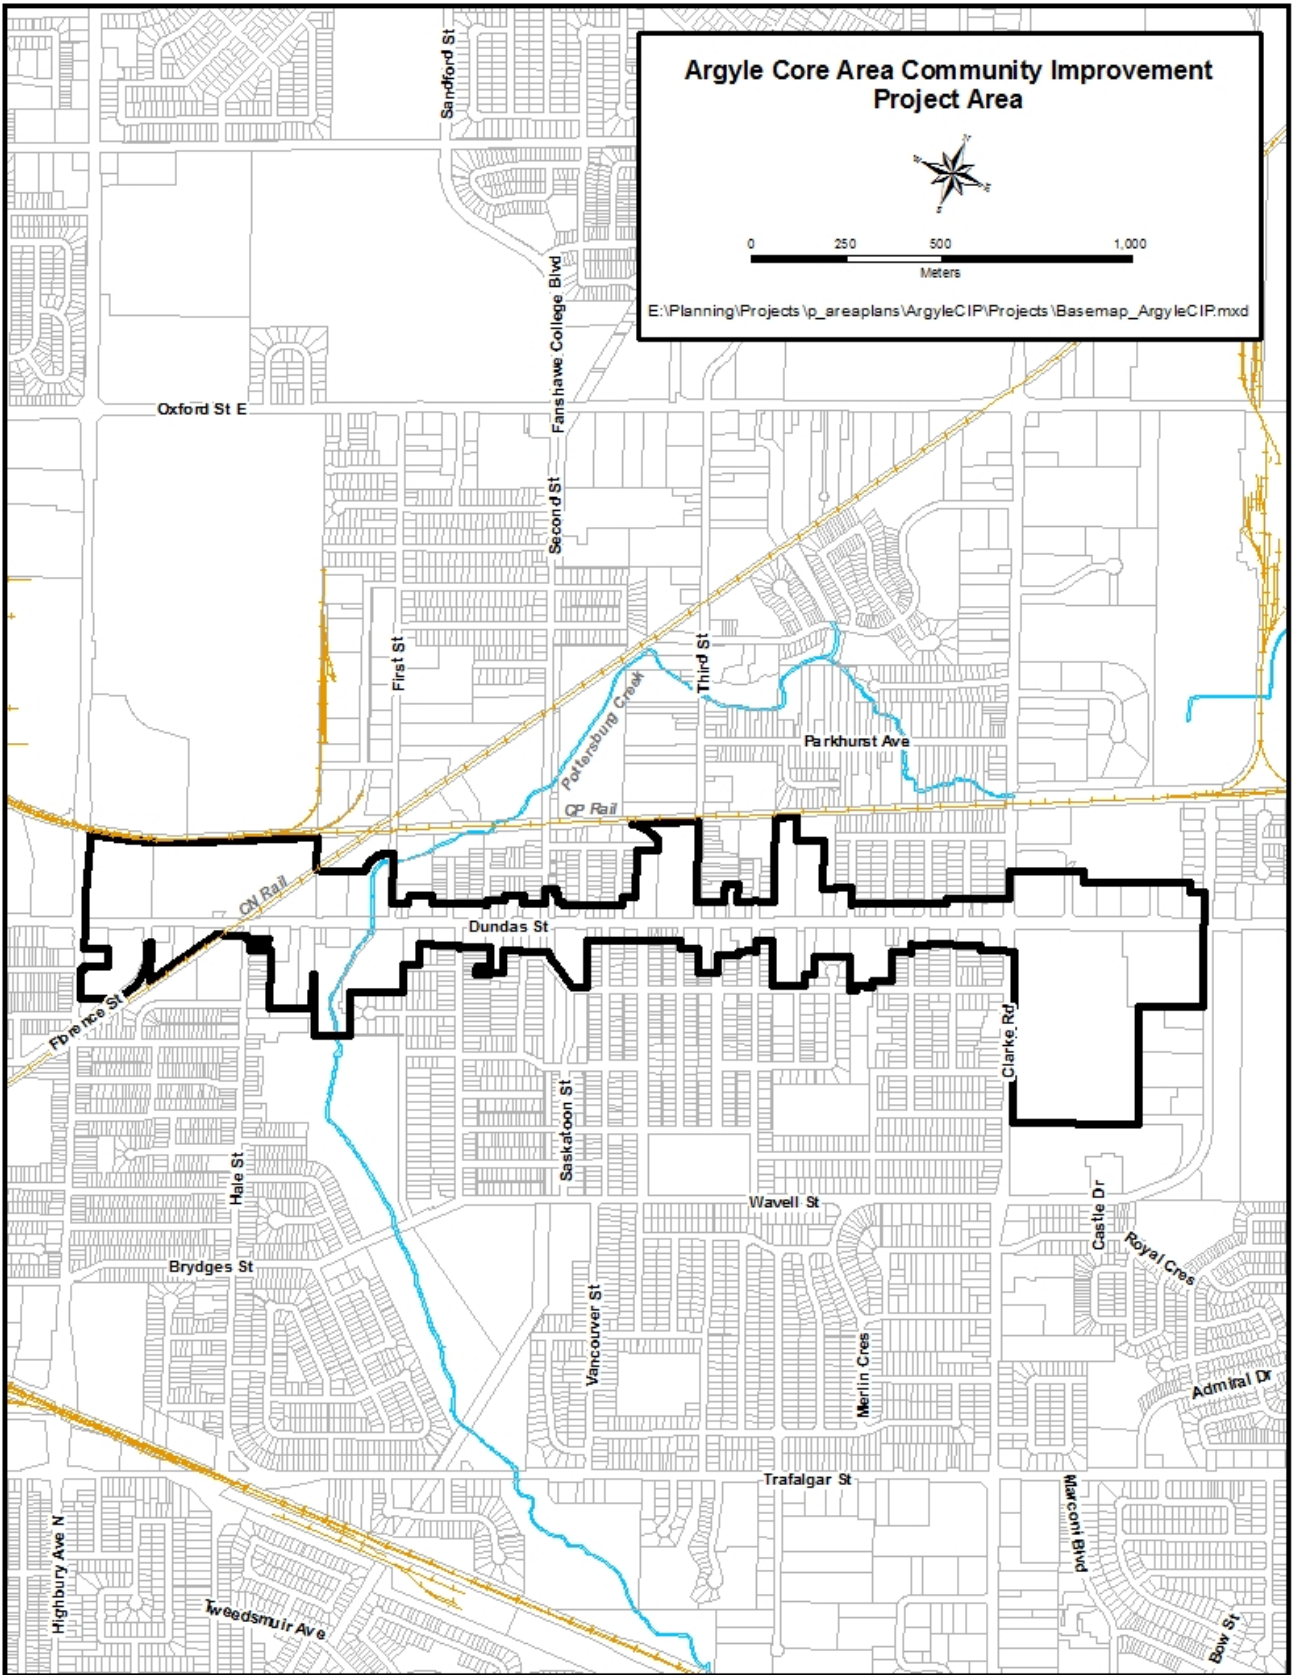 Sandford St
Argyle Core Area Community Improvement
Project Area
N
W
E
S
0 250 500 1,000
Meters
E:\Planning\Projects\p_areaplans\ArgyleCIP\Projects\Basemap_ArgyleCIP.mxd
Fanshawe College Blvd
Oxford St E
Second St
First St
Third St
Pottersburg Creek
Parkhurst Ave
CP Rail
CN Rail
Dundas St
Florence St
Clarke Rd
Saskatoon St
Hale St
Wavell St
Castle Dr
Royal Cres
Brydges St
Vancouver St
Merlin Cres
Admiral Dr
Trafalgar St
Marconi Blvd
Highbury Ave N
Tweedsmuir Ave
Bow St